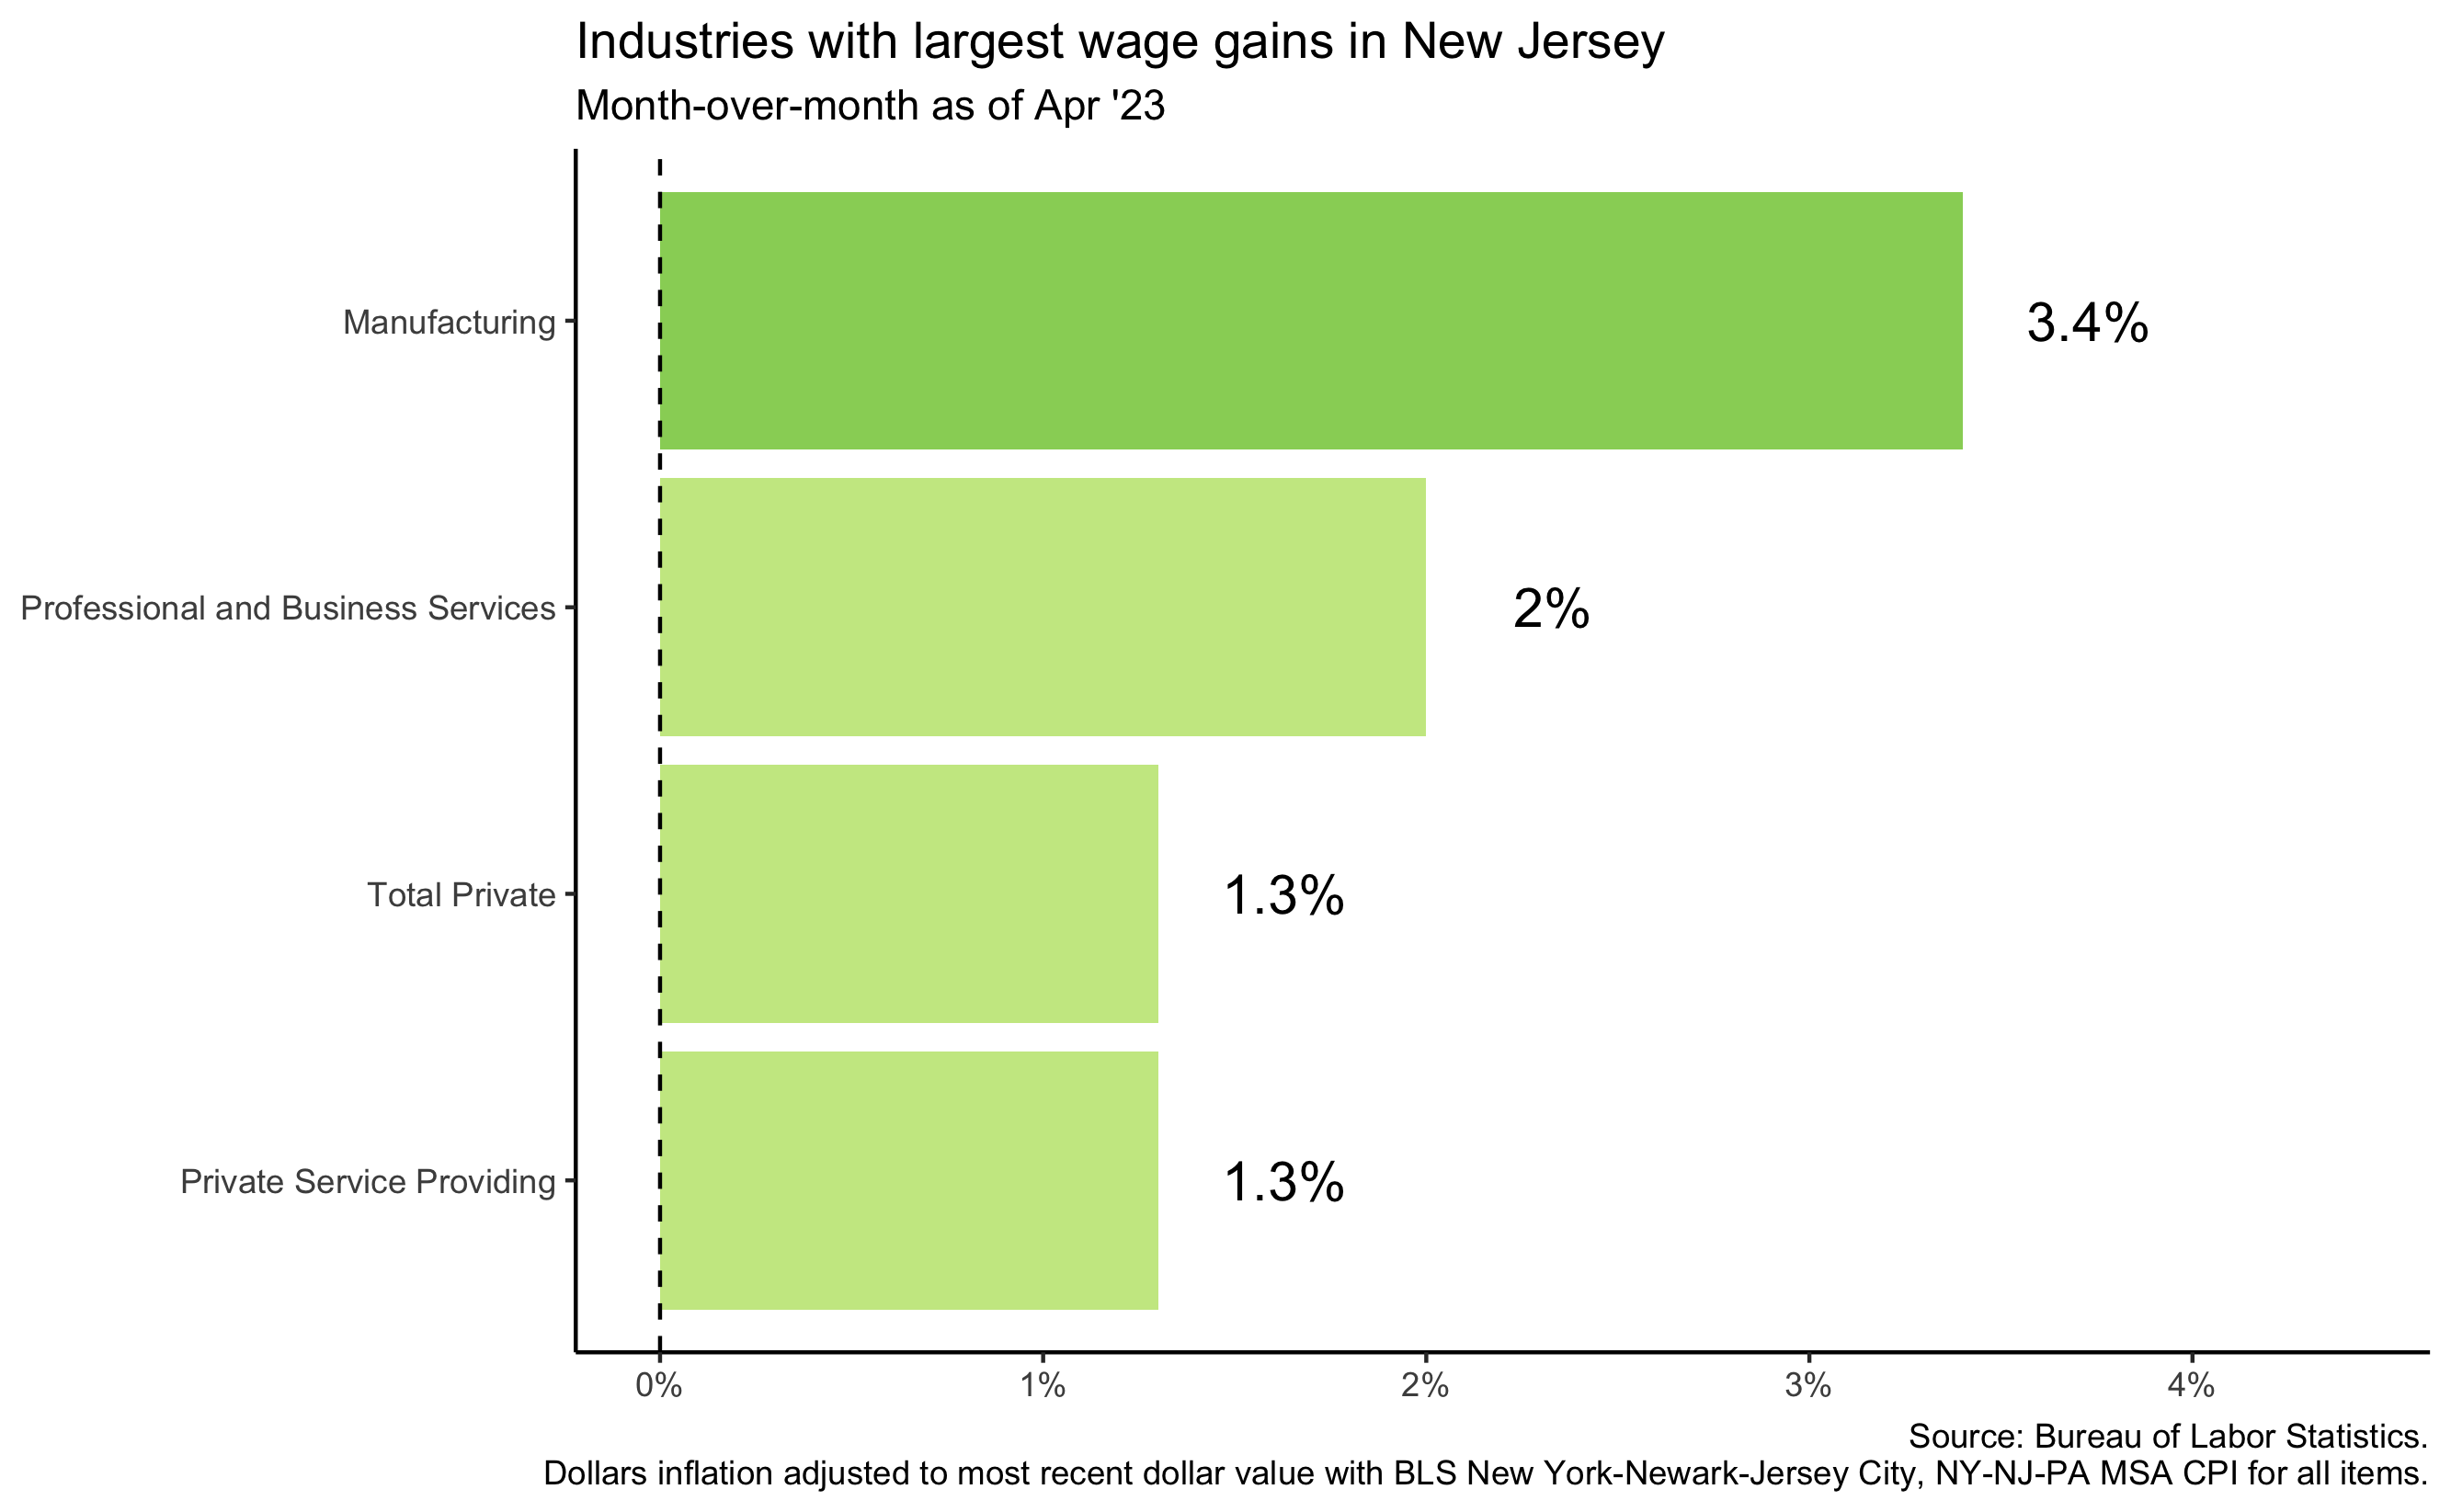 Industries with largest wage gains in New Jersey
Month-over-month as of Apr '23
Manufacturing
3.4%
Professional and Business Services
2%
Total Private
1.3%
Private Service Providing
1.3%
0%
1%
2%
3%
4%
Source: Bureau of Labor Statistics.
Dollars inflation adjusted to most recent dollar value with BLS New York-Newark-Jersey City, NY-NJ-PA MSA CPI for all items.